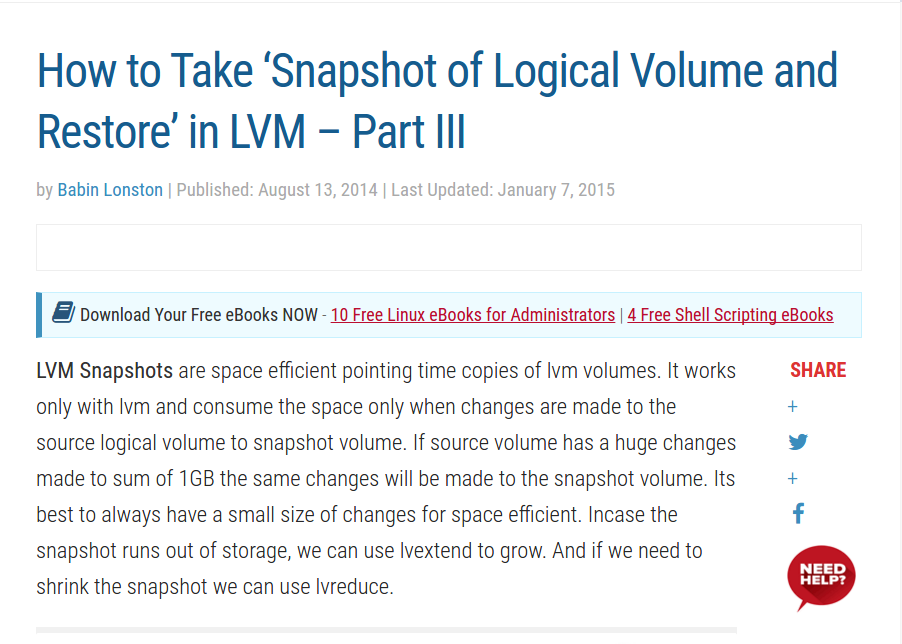 How to Take ‘Snapshot of Logical Volume and
Restore’ in LVM – Part III
by Babin Lonston | Published: August 13, 2014 | Last Updated: January 7, 2015
Download Your Free eBooks NOW - 10 Free Linux eBooks for Administrators | 4 Free Shell Scripting eBooks
LVM Snapshots are space efficient pointing time copies of lvm volumes. It works
only with lvm and consume the space only when changes are made to the
source logical volume to snapshot volume. If source volume has a huge changes
made to sum of 1GB the same changes will be made to the snapshot volume. Its
best to always have a small size of changes for space efficient. Incase the
snapshot runs out of storage, we can use lvextend to grow. And if we need to
shrink the snapshot we can use lvreduce.
SHARE
+
+
NEED
HELP?